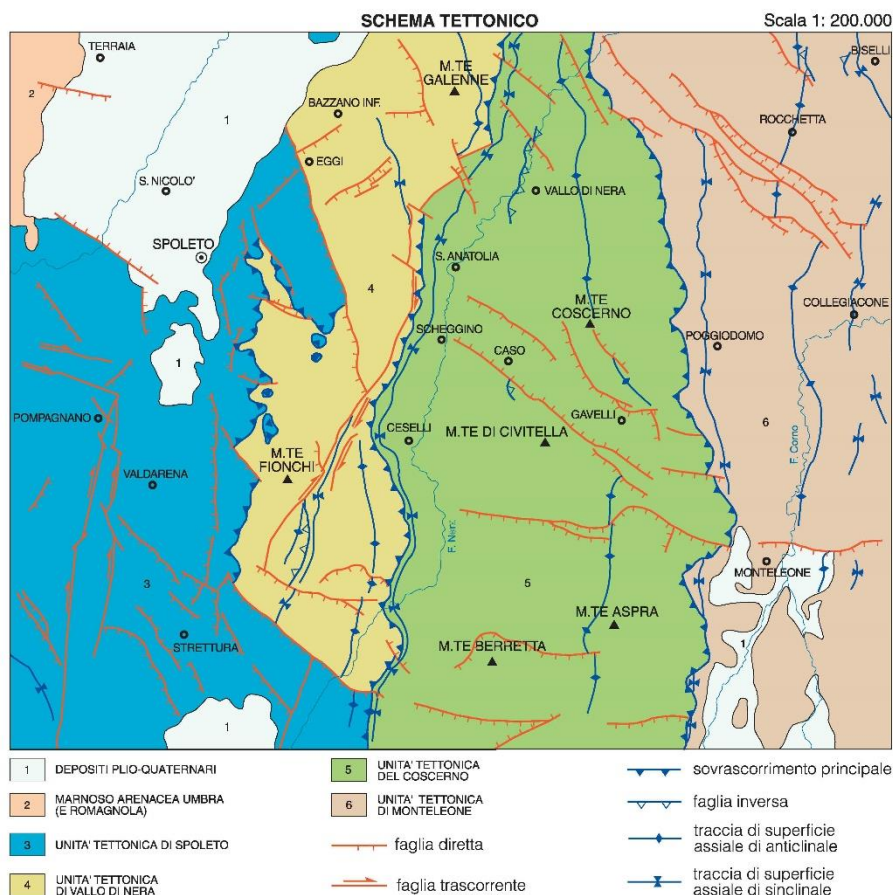 SCHEMA TETTONICO
Scala 1: 200.000
TERRAIA
BISELLI
M.TE
GALENNE
2
1
BAZZANO INF.
ROCCHETTA
EGGI
S. NICOLO'
VALLO DI NERA
SPOLETO
S. ANATOLIA
4
M.TE
COSCERNO
COLLEGIACONE
SCHEGGINO
POGGIODOMO
CASO
1
POMPAGNANO
GAVELLI
6
CESELLI
M.TE DI CIVITELLA
F. Corno
M.TE
FIONCHI
VALDARENA
F. Nera
MONTELEONE
3
5
M.TE ASPRA
STRETTURA
M.TE BERRETTA
1
1
1 DEPOSITI PLIO-QUATERNARI
2 MARNOSO ARENACEA UMBRA
(E ROMAGNOLA)
3 UNITA' TETTONICA DI SPOLETO
4 UNITA' TETTONICA
DI VALLO DI NERA
5 UNITA' TETTONICA
DEL COSCERNO
6 UNITA' TETTONICA
DI MONTELEONE
faglia diretta
faglia trascorrente
sovrascorrimento principale
faglia inversa
traccia di superficie
assiale di anticlinale
traccia di superficie
assiale di sinclinale